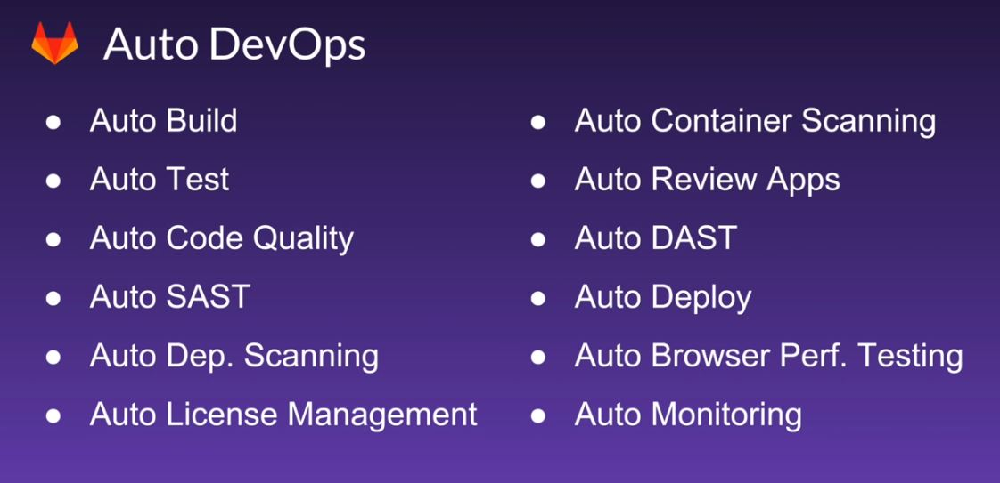 Auto DevOps
● Auto Build
● Auto Test
● Auto Code Quality
● Auto SAST
● Auto Dep. Scanning
● Auto License Management
● Auto Container Scanning
● Auto Review Apps
● Auto DAST
● Auto Deploy
● Auto Browser Perf. Testing
● Auto Monitoring